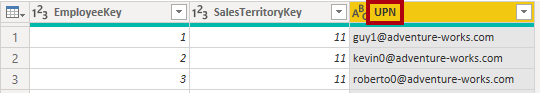 1²3 EmployeeKey 1²3 SalesTerritoryKey ABC UPN
1 1 11 guy1@adventure-works.com
2 2 11 kevin0@adventure-works.com
3 3 11 roberto0@adventure-works.com